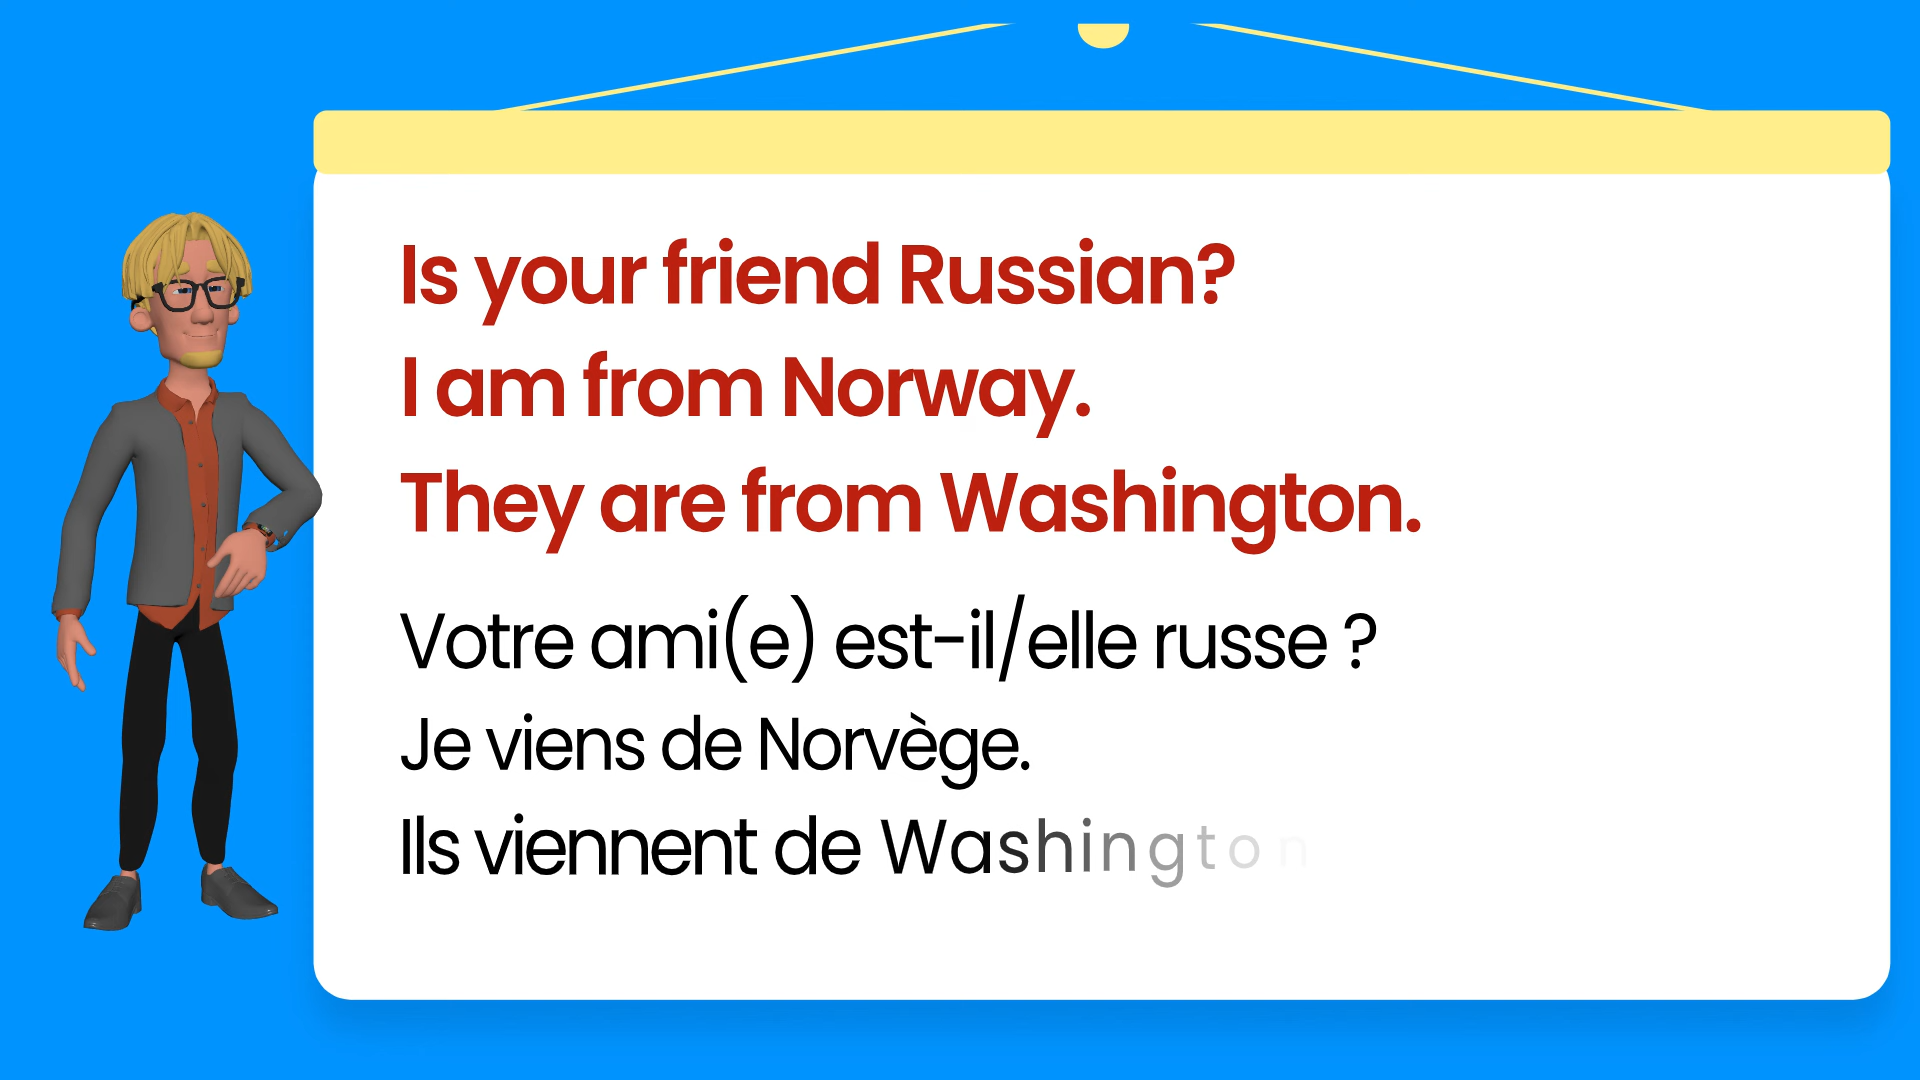 Is your friend Russian?
I am from Norway.
They are from Washington.
Votre ami(e) est-il/elle russe ?
Je viens de Norvège.
Ils viennent de Washington